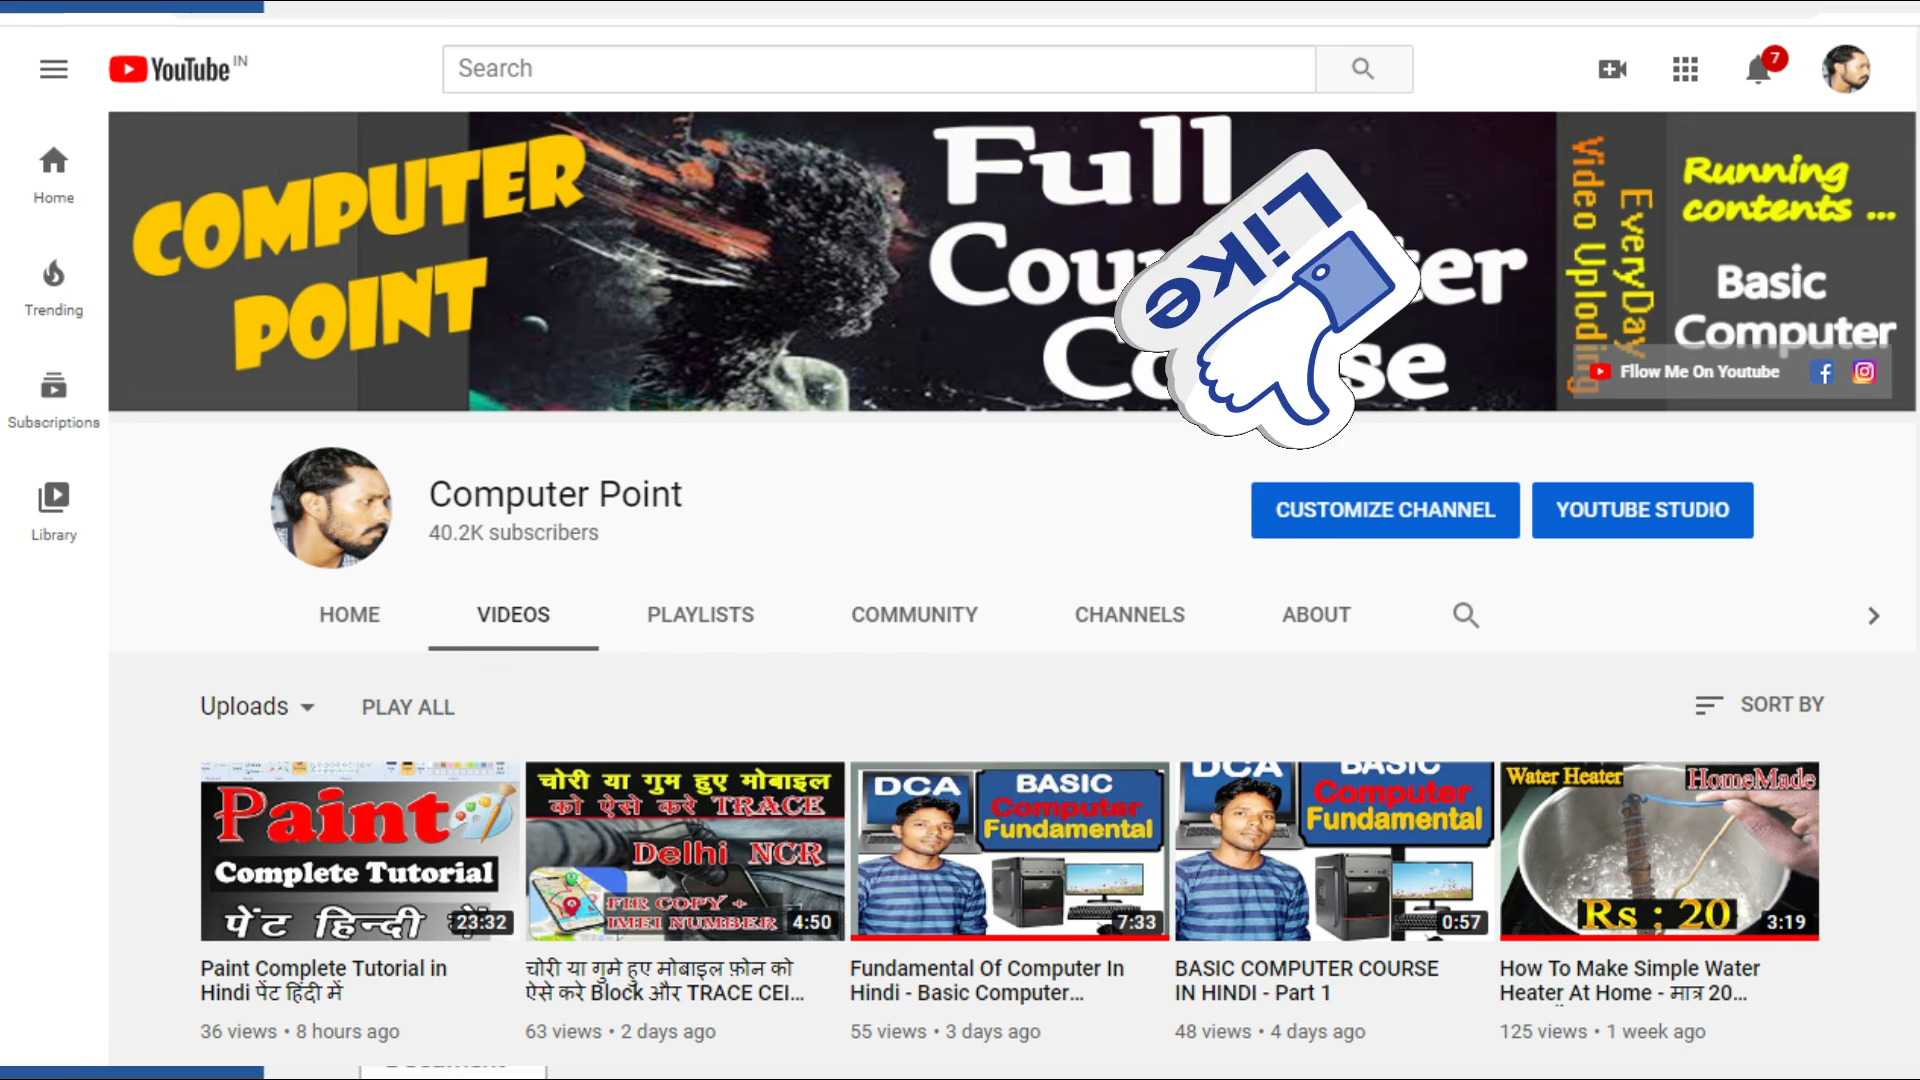 YouTube IN
Search
7
Home
Trending
Subscriptions
Library
COMPUTER
POINT
Full
Cou ter
Co se
Like
Video Uploding
EveryDay
Running
contents ...
Basic
Computer
Fllow Me On Youtube
Computer Point
40.2K subscribers
CUSTOMIZE CHANNEL
YOUTUBE STUDIO
HOME
VIDEOS
PLAYLISTS
COMMUNITY
CHANNELS
ABOUT
Uploads
PLAY ALL
SORT BY
Paint
Complete Tutorial
पेंट हिन्दी में
23:32
चोरी या गुम हुए मोबाइल
को ऐसे करे TRACE
Delhi NCR
FIR COPY +
IMEI NUMBER
4:50
DCA
BASIC
Computer
Fundamental
7:33
DCA
BASIC
Computer
Fundamental
0:57
Water Heater
HomeMade
Rs : 20
3:19
Paint Complete Tutorial in
Hindi पेंट हिंदी में
36 views • 8 hours ago
चोरी या गुमे हुए मोबाइल फ़ोन को
ऐसे करे Block और TRACE CEI...
63 views • 2 days ago
Fundamental Of Computer In
Hindi - Basic Computer...
55 views • 3 days ago
BASIC COMPUTER COURSE
IN HINDI - Part 1
48 views • 4 days ago
How To Make Simple Water
Heater At Home - मात्र 20...
125 views • 1 week ago